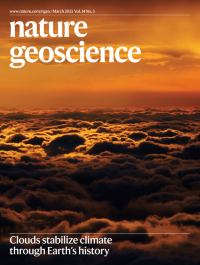 www.nature.com/ngeo / March 2021 Vol. 14 No. 3
nature
geoscience
Clouds stabilize climate
through Earth's history